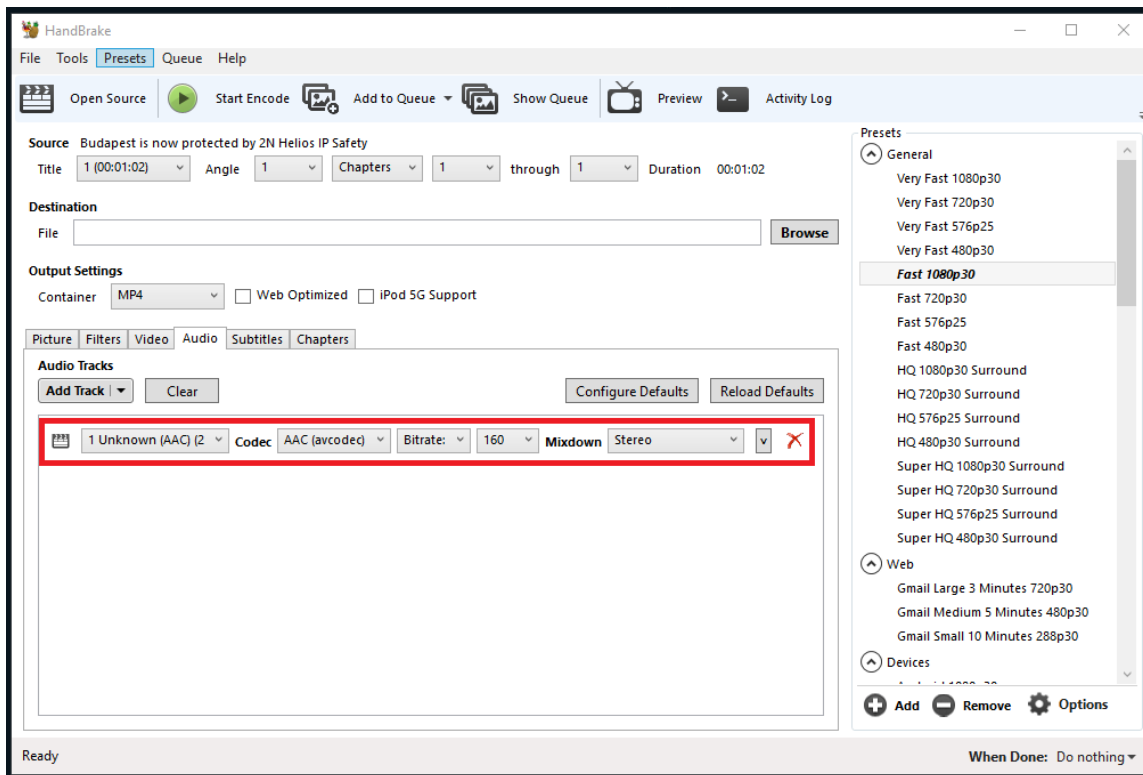 HandBrake
File Tools Presets Queue Help
Open Source Start Encode Add to Queue Show Queue Preview Activity Log
Source Budapest is now protected by 2N Helios IP Safety
Title 1 (00:01:02) Angle 1 Chapters 1 through 1 Duration 00:01:02
Destination
File Browse
Output Settings
Container MP4 Web Optimized iPod 5G Support
Picture Filters Video Audio Subtitles Chapters
Audio Tracks
Add Track Clear Configure Defaults Reload Defaults
1 Unknown (AAC) (2 Codec AAC (avcodec) Bitrate: 160 Mixdown Stereo v
Presets
General
Very Fast 1080p30
Very Fast 720p30
Very Fast 576p25
Very Fast 480p30
Fast 1080p30
Fast 720p30
Fast 576p25
Fast 480p30
HQ 1080p30 Surround
HQ 720p30 Surround
HQ 576p25 Surround
HQ 480p30 Surround
Super HQ 1080p30 Surround
Super HQ 720p30 Surround
Super HQ 576p25 Surround
Super HQ 480p30 Surround
Web
Gmail Large 3 Minutes 720p30
Gmail Medium 5 Minutes 480p30
Gmail Small 10 Minutes 288p30
Devices
Add Remove Options
Ready When Done: Do nothing